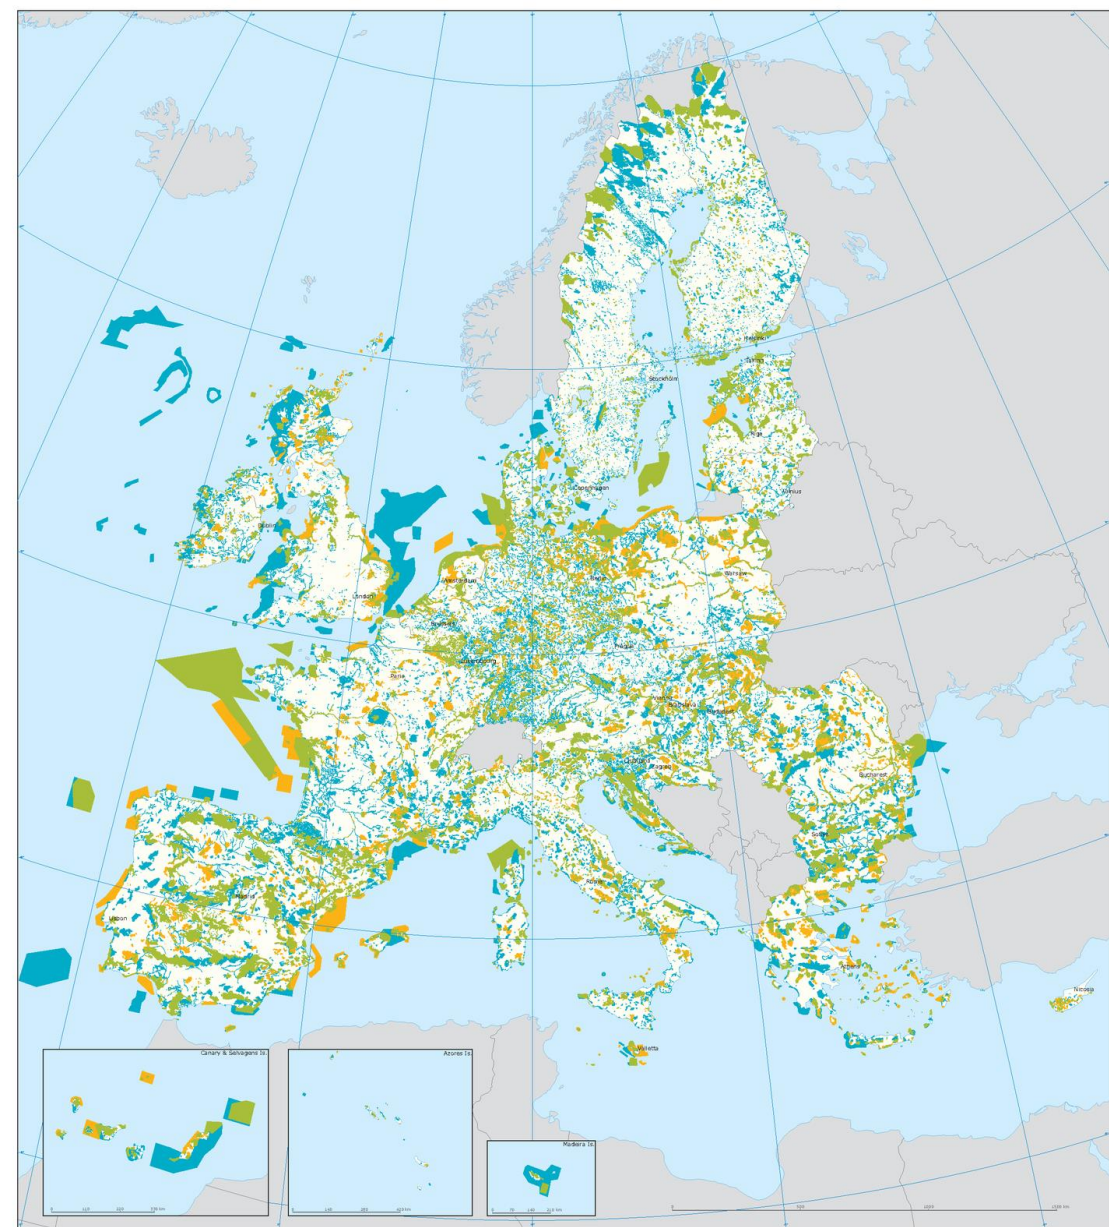 Helsinki
Tallinn
Stockholm
Riga
Copenhagen
Vilnius
Dublin
Berlin
Warsaw
Amsterdam
London
Brussels
Prague
Luxembourg
Paris
Vienna
Bratislava
Budapest
Ljubljana
Zagreb
Bucharest
Sofia
Rome
Madrid
Lisbon
Athens
Nicosia
Valletta
Canary & Selvagens Is.
Azores Is.
Madeira Is.